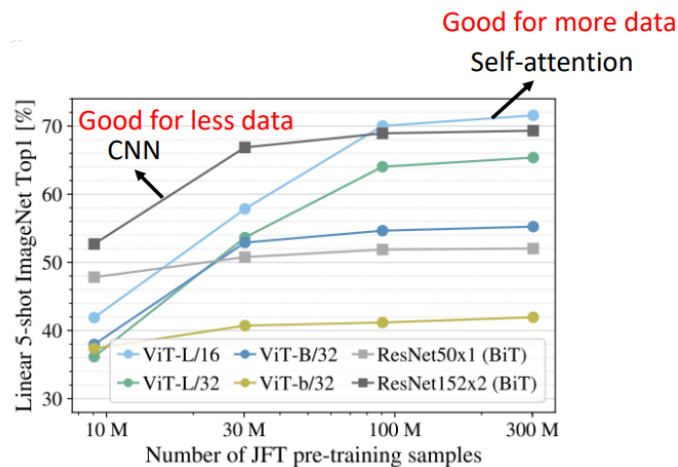 Good for more data
Self-attention
Good for less data
CNN
Linear 5-shot ImageNet Top1 [%]
70
60
50
40
30
ViT-L/16 ViT-B/32 ResNet50x1 (BiT)
ViT-L/32 ViT-b/32 ResNet152x2 (BiT)
10 M 30 M 100 M 300 M
Number of JFT pre-training samples